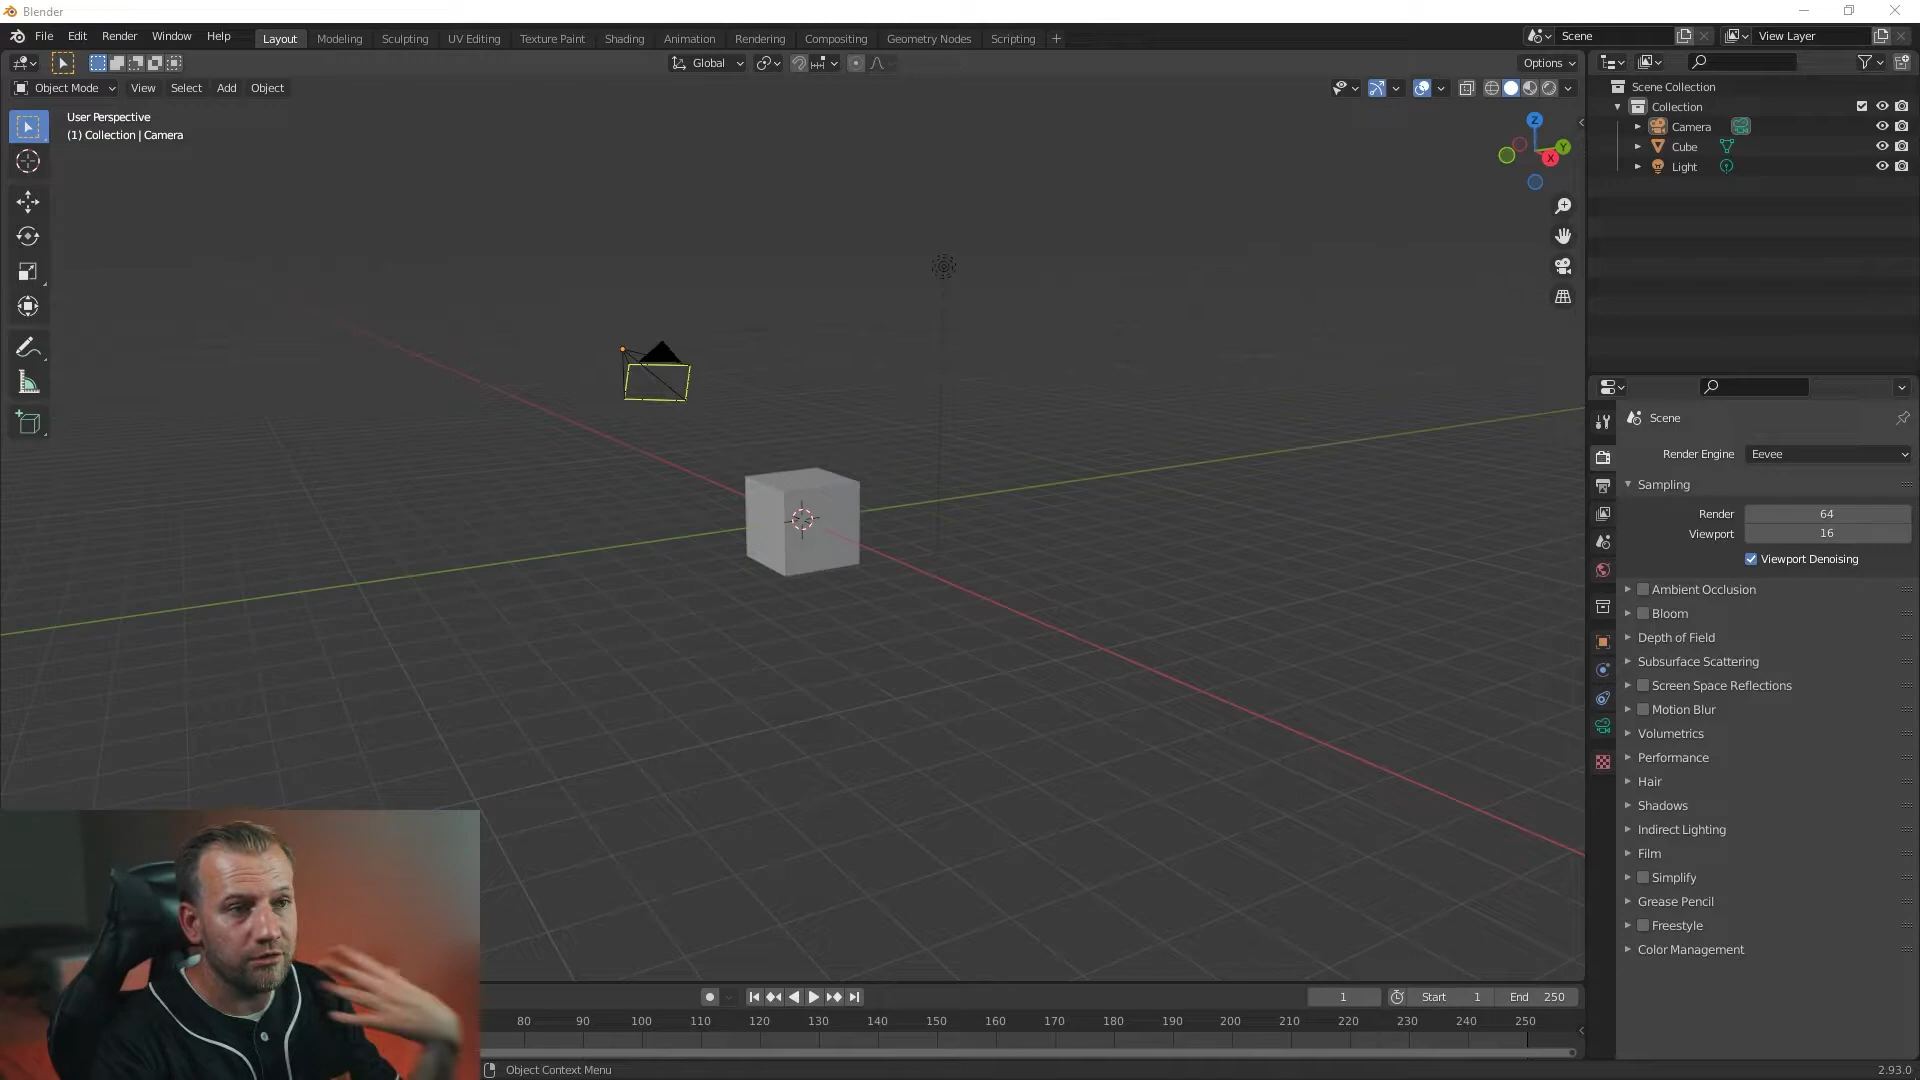 Blender
File Edit Render Window Help
Layout Modeling Sculpting UV Editing Texture Paint Shading Animation Rendering Compositing Geometry Nodes Scripting
Scene
View Layer
Global
Options
Object Mode View Select Add Object
User Perspective
(1) Collection | Camera
Z
Y
X
Scene Collection
Collection
Camera
Cube
Light
Scene
Render Engine Eevee
Sampling
Render 64
Viewport 16
Viewport Denoising
Ambient Occlusion
Bloom
Depth of Field
Subsurface Scattering
Screen Space Reflections
Motion Blur
Volumetrics
Performance
Hair
Shadows
Indirect Lighting
Film
Simplify
Grease Pencil
Freestyle
Color Management
1 Start 1 End 250
80 90 100 110 120 130 140 150 160 170 180 190 200 210 220 230 240 250
Object Context Menu
2.93.0